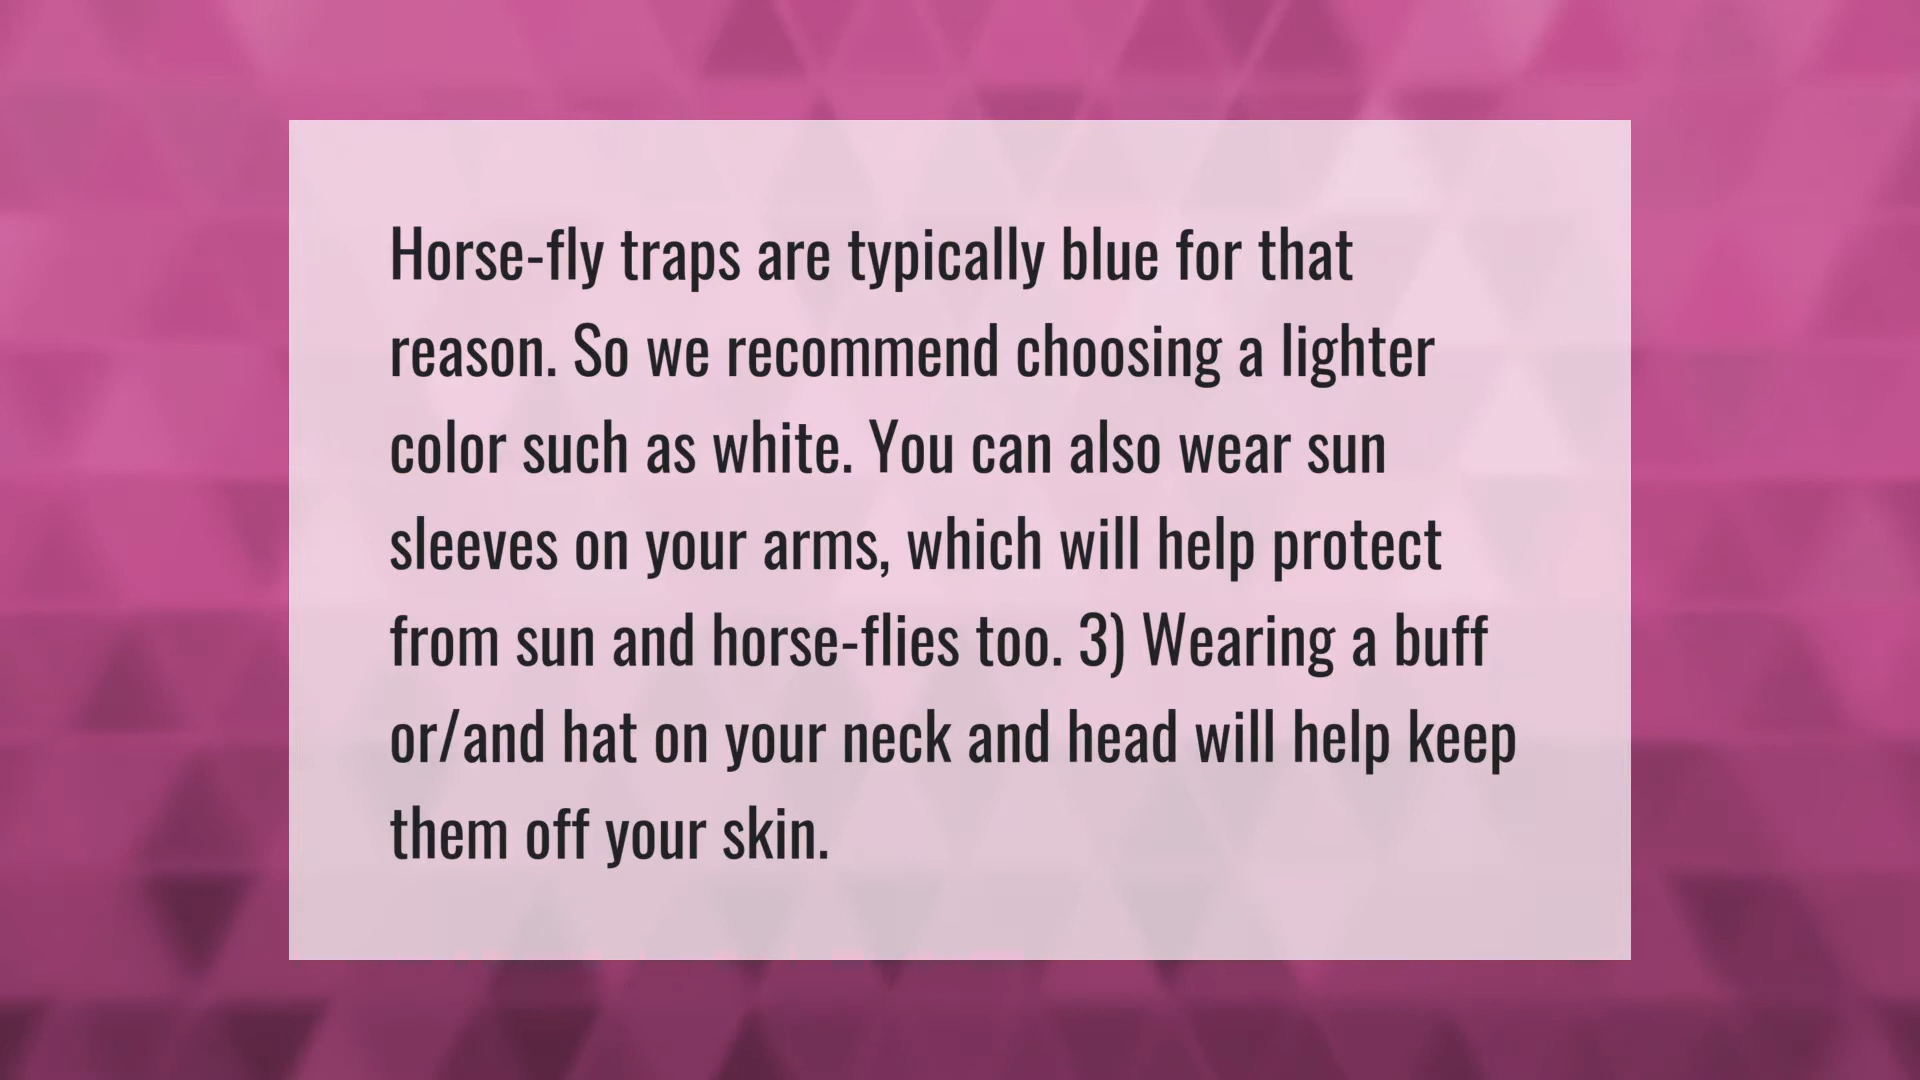 Horse-fly traps are typically blue for that
reason. So we recommend choosing a lighter
color such as white. You can also wear sun
sleeves on your arms, which will help protect
from sun and horse-flies too. 3) Wearing a buff
or/and hat on your neck and head will help keep
them off your skin.